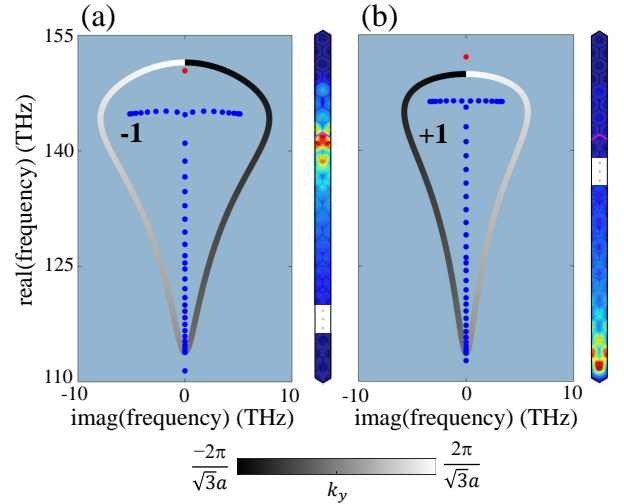 (a)
(b)
155
155
140
140
125
125
110
110
real(frequency) (THz)
-1
+1
-10
0
10
-10
0
10
imag(frequency) (THz)
imag(frequency) (THz)
−2π
√3a
2π
√3a
k_y